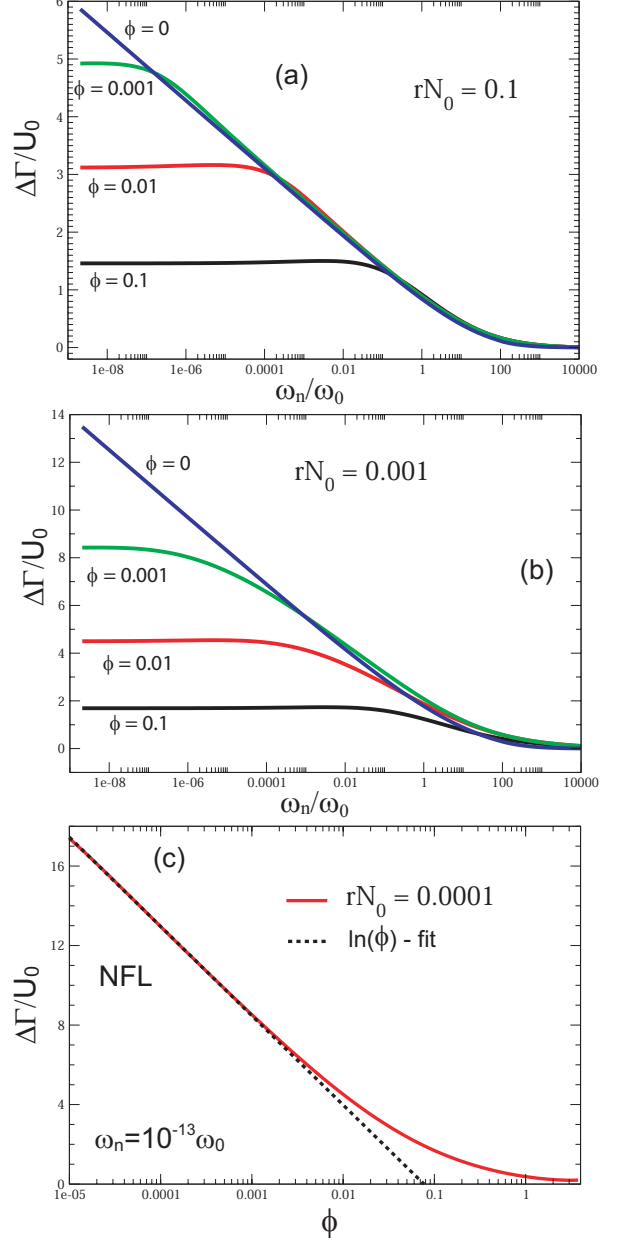 6
5
4
3
2
1
0
ΔΓ/U₀
ϕ = 0
(a)
rN₀ = 0.1
ϕ = 0.001
ϕ = 0.01
ϕ = 0.1
1e-08 1e-06 0.0001 0.01 1 100 10000
ωₙ/ω₀
14
12
10
8
6
4
2
0
ΔΓ/U₀
ϕ = 0
rN₀ = 0.001
ϕ = 0.001
(b)
ϕ = 0.01
ϕ = 0.1
1e-08 1e-06 0.0001 0.01 1 100 10000
ωₙ/ω₀
16
12
8
4
0
ΔΓ/U₀
(c)
rN₀ = 0.0001
ln(ϕ) - fit
NFL
ωₙ=10⁻¹³ω₀
1e-05 0.0001 0.001 0.01 0.1 1
ϕ